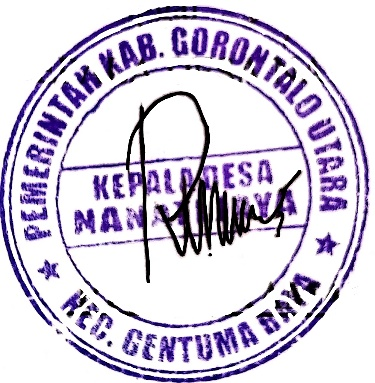 PEMERINTAH KAB. GORONTALO UTARA
KEPALA DESA
KEC. GENTUMA RAYA